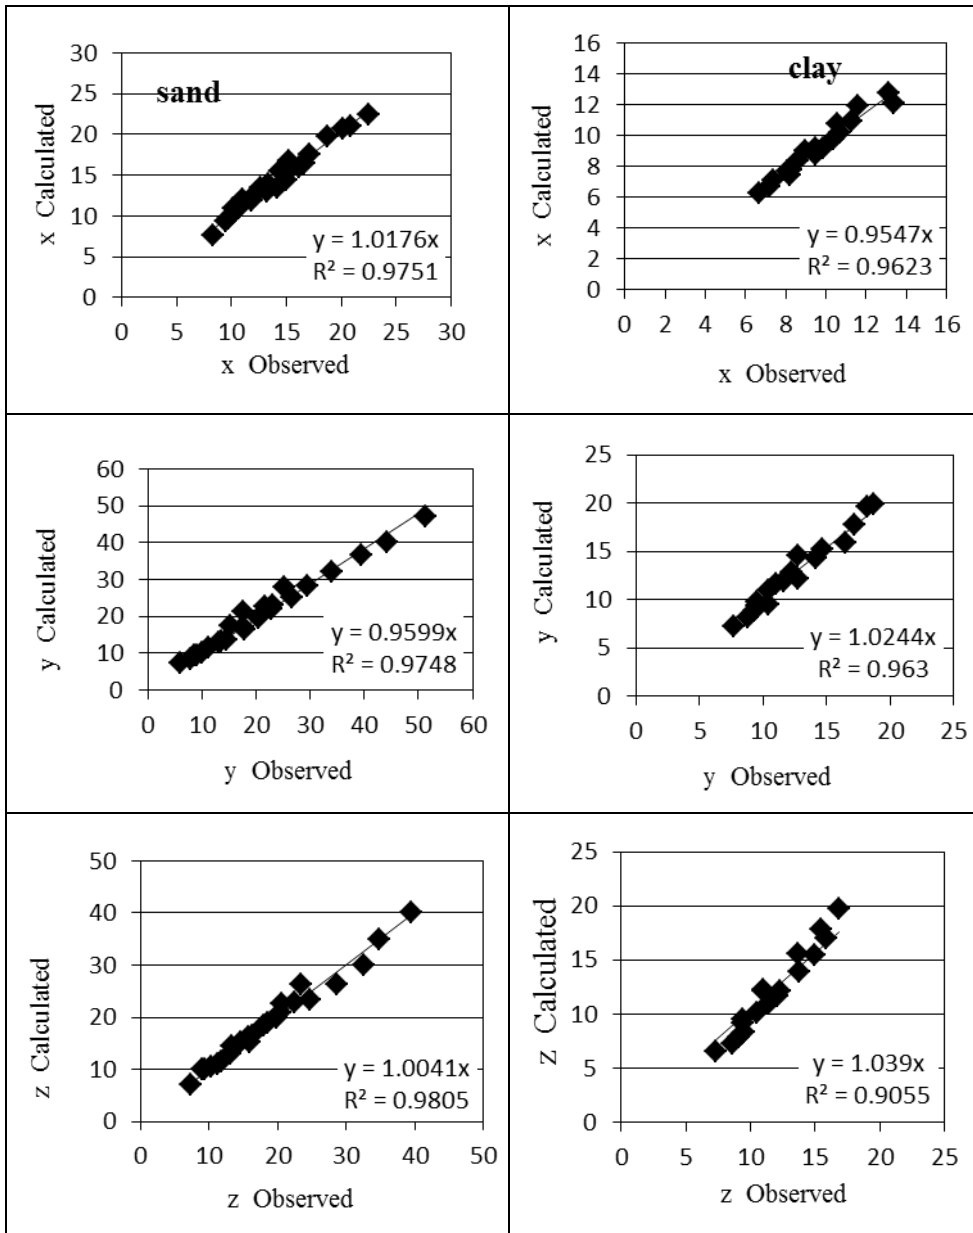 30
25
20
15
10
5
0
x Calculated
sand
y = 1.0176x
R² = 0.9751
0 5 10 15 20 25 30
x Observed
16
14
12
10
8
6
4
2
0
x Calculated
clay
y = 0.9547x
R² = 0.9623
0 2 4 6 8 10 12 14 16
x Observed
60
50
40
30
20
10
0
y Calculated
y = 0.9599x
R² = 0.9748
0 10 20 30 40 50 60
y Observed
25
20
15
10
5
0
y Calculated
y = 1.0244x
R² = 0.963
0 5 10 15 20 25
y Observed
50
40
30
20
10
0
z Calculated
y = 1.0041x
R² = 0.9805
0 10 20 30 40 50
z Observed
25
20
15
10
5
0
z Calculated
y = 1.039x
R² = 0.9055
0 5 10 15 20 25
z Observed